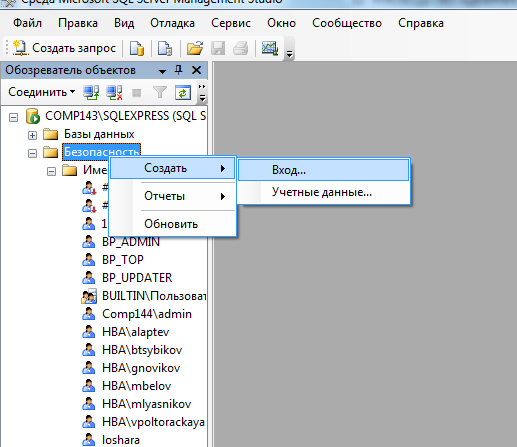 Среда Microsoft SQL Server Management Studio
Файл Правка Вид Отладка Сервис Окно Сообщество Справка
Создать запрос
Обозреватель объектов
Соединить
COMP143\SQLEXPRESS (SQL S
Базы данных
Безопасность
Создать
Вход...
Учетные данные...
Отчеты
Обновить
Име
#
#
1
BP_ADMIN
BP_TOP
BP_UPDATER
BUILTIN\Пользоват
Comp144\admin
HBA\alaptev
HBA\btsybikov
HBA\gnovikov
HBA\mbelov
HBA\mlyasnikov
HBA\vpoltorackaya
loshara